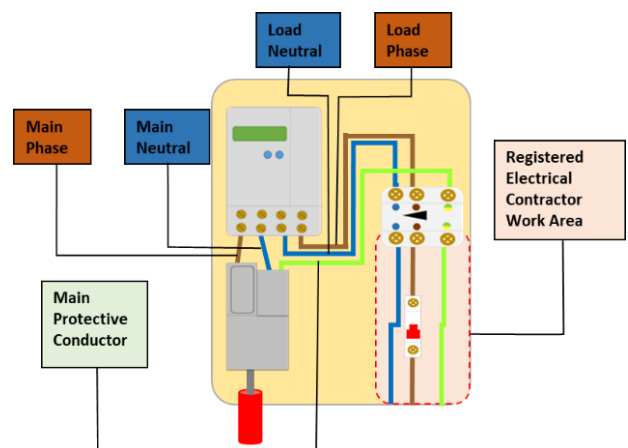 Load
Neutral
Load
Phase
Main
Phase
Main
Neutral
Registered
Electrical
Contractor
Work Area
Main
Protective
Conductor